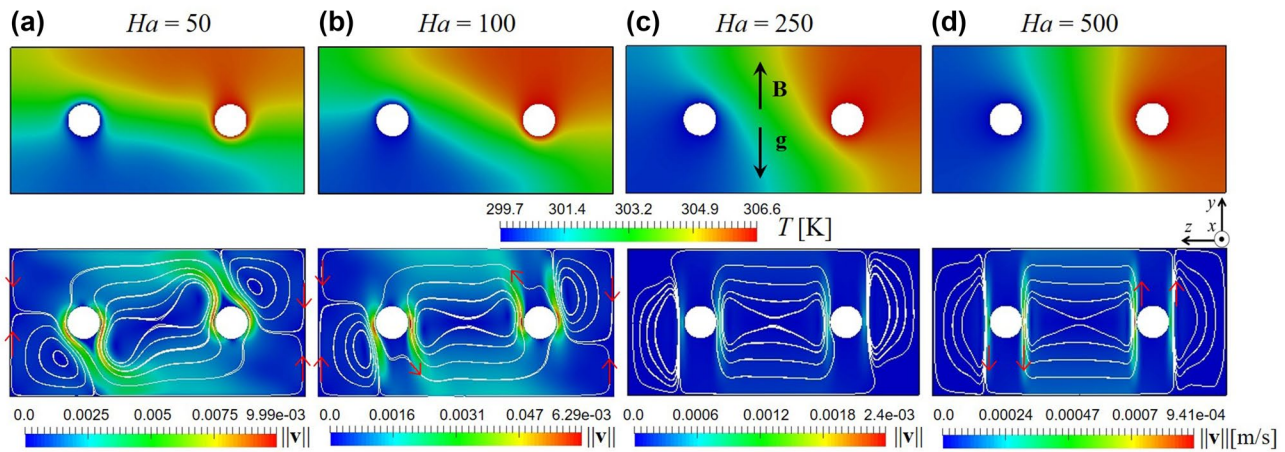 (a) Ha = 50
(b) Ha = 100
(c) Ha = 250
(d) Ha = 500
B
g
299.7 301.4 303.2 304.9 306.6
T [K]
y
z x
0.0 0.0025 0.005 0.0075 9.99e-03
||v||
0.0 0.0016 0.0031 0.047 6.29e-03
||v||
0.0 0.0006 0.0012 0.0018 2.4e-03
||v||
0.0 0.00024 0.00047 0.0007 9.41e-04
||v||[m/s]